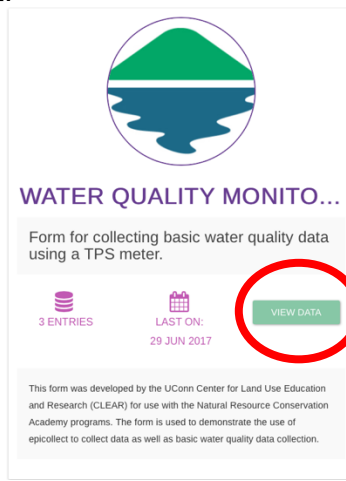 WATER QUALITY MONITO...
Form for collecting basic water quality data
using a TPS meter.
3 ENTRIES
LAST ON:
29 JUN 2017
VIEW DATA
This form was developed by the UConn Center for Land Use Education
and Research (CLEAR) for use with the Natural Resource Conservation
Academy programs. The form is used to demonstrate the use of
epicollect to collect data as well as basic water quality data collection.